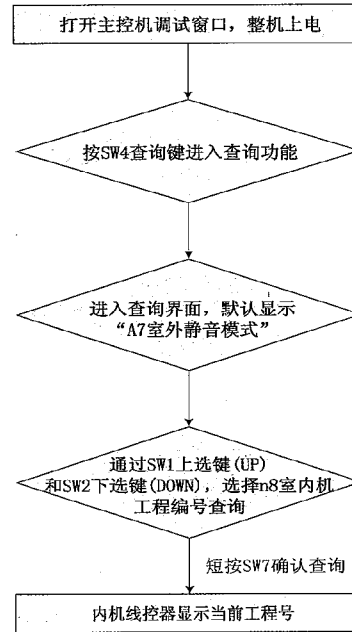 打开主控机调试窗口，整机上电
按SW4查询键进入查询功能
进入查询界面，默认显示
“A7室外静音模式”
通过SW1上选键(UP)
和SW2下选键(DOWN)，选择n8室内机
工程编号查询
短按SW7确认查询
内机线控器显示当前工程号